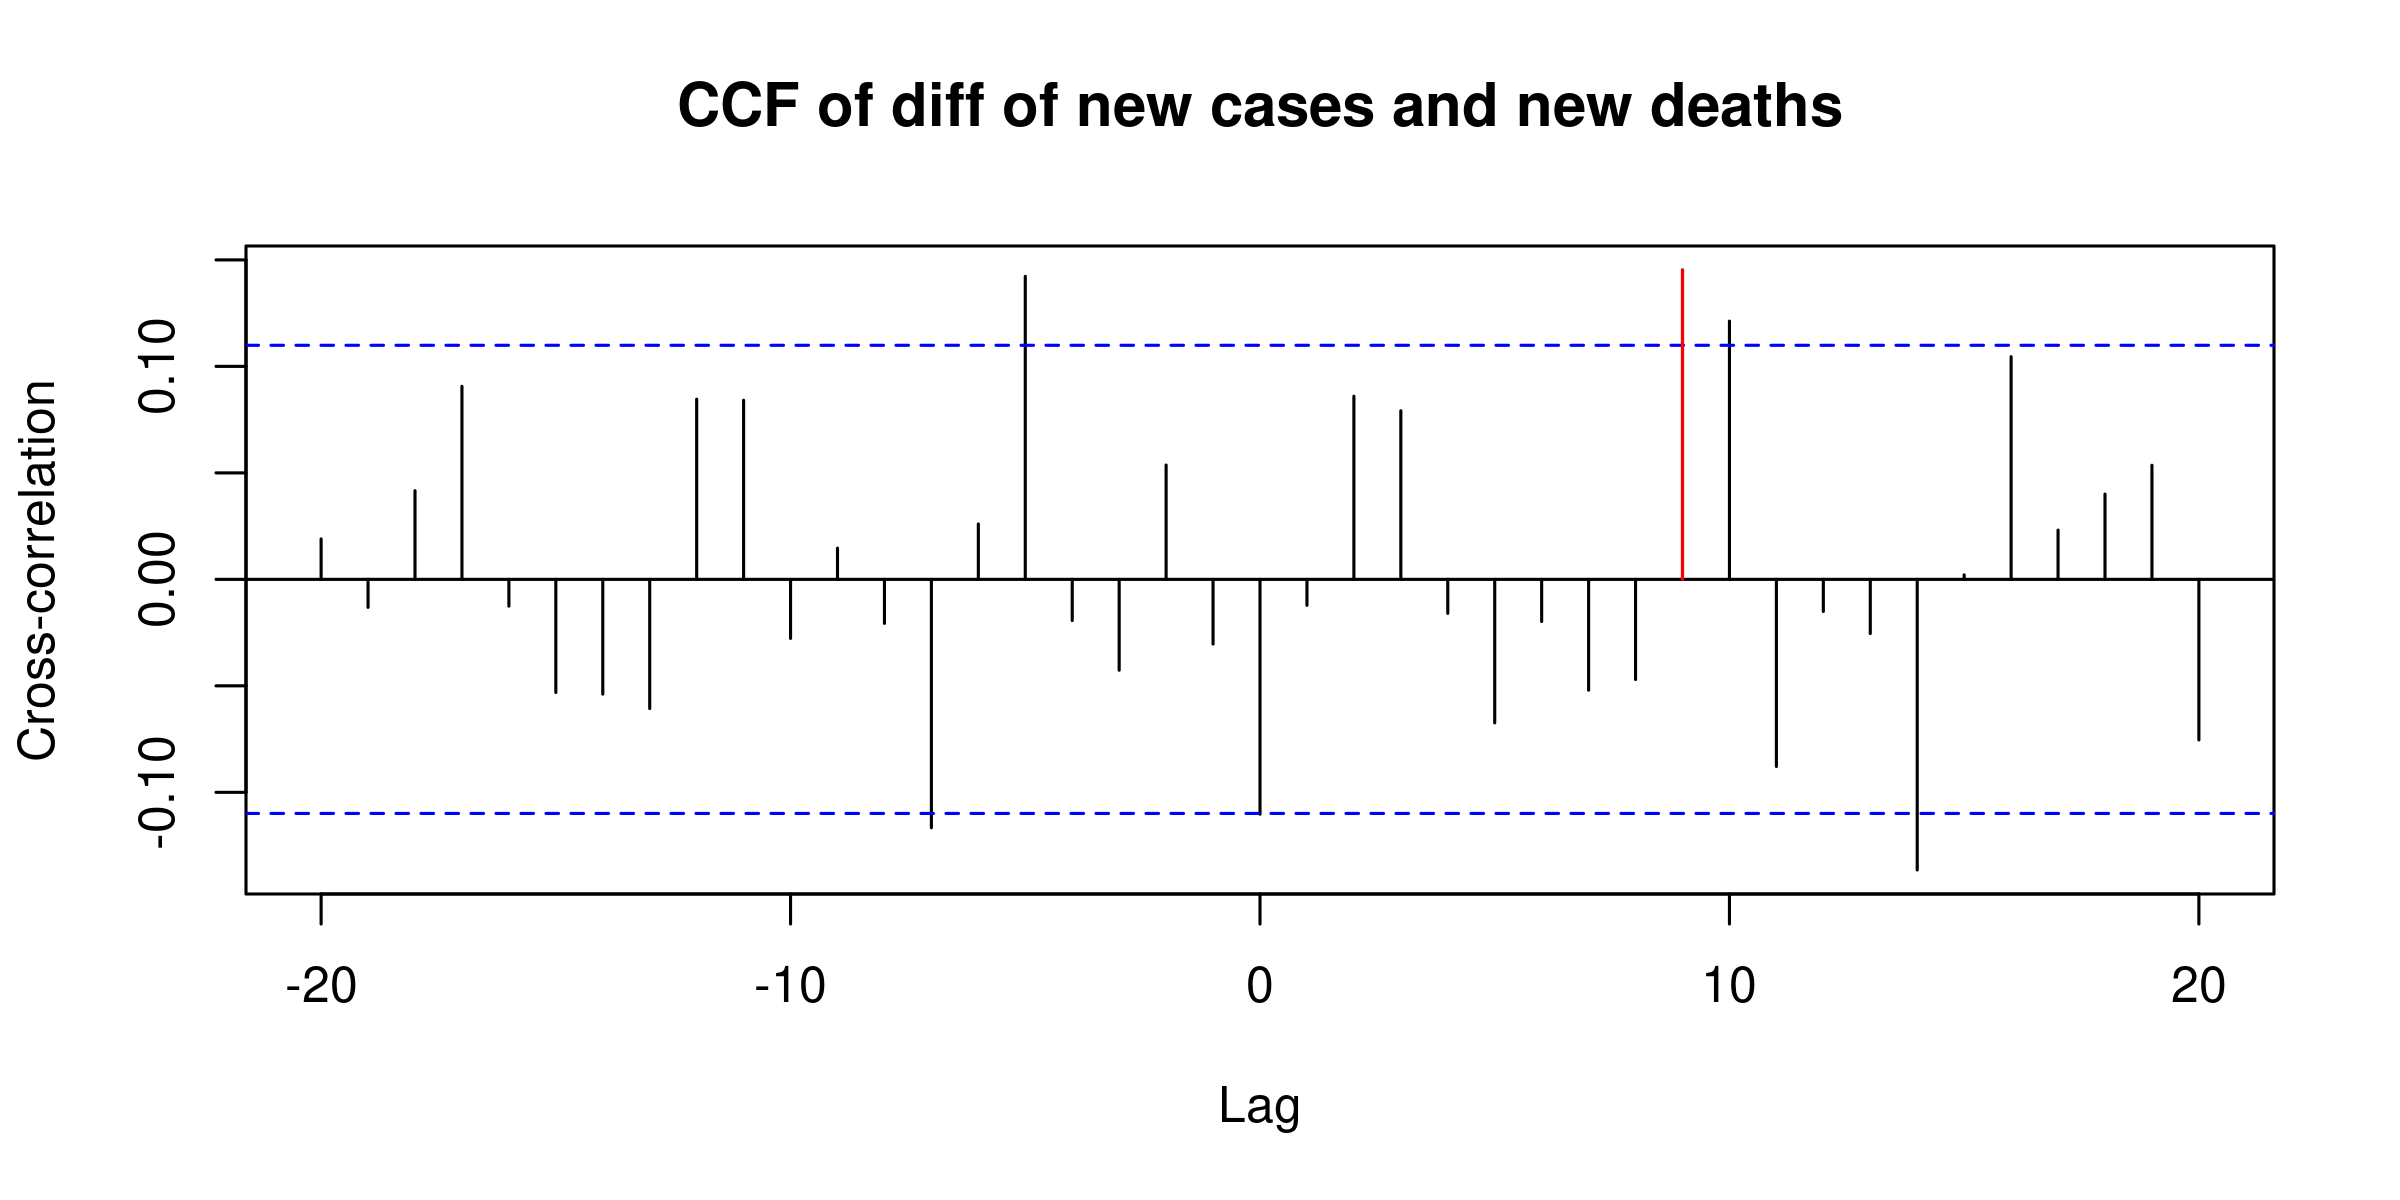 CCF of diff of new cases and new deaths
Cross-correlation
0.10
0.00
-0.10
-20
-10
0
10
20
Lag